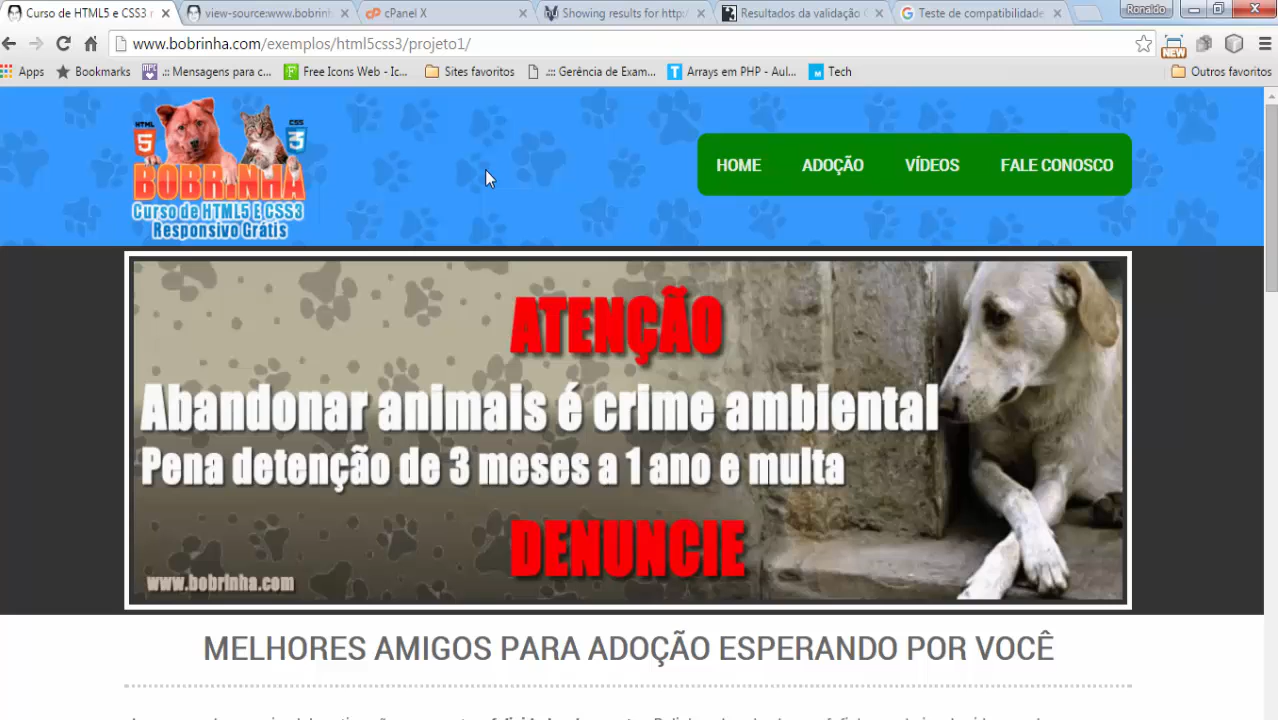 Curso de HTML5 e CSS3 r
view-source:www.bobrinh
cPanel X
Showing results for http:/
Resultados da validação
Teste de compatibilidade
Ronaldo
www.bobrinha.com/exemplos/html5css3/projeto1/
NEW
Apps
Bookmarks
.:: Mensagens para c...
Free Icons Web - Ic...
Sites favoritos
.:: Gerência de Exam...
Arrays em PHP - Aul...
Tech
Outros favoritos
HTML
5
CSS
3
BOBRINHA
Curso de HTML5 E CSS3
Responsivo Grátis
HOME
ADOÇÃO
VÍDEOS
FALE CONOSCO
ATENÇÃO
Abandonar animais é crime ambiental
Pena detenção de 3 meses a 1 ano e multa
DENUNCIE
www.bobrinha.com
MELHORES AMIGOS PARA ADOÇÃO ESPERANDO POR VOCÊ